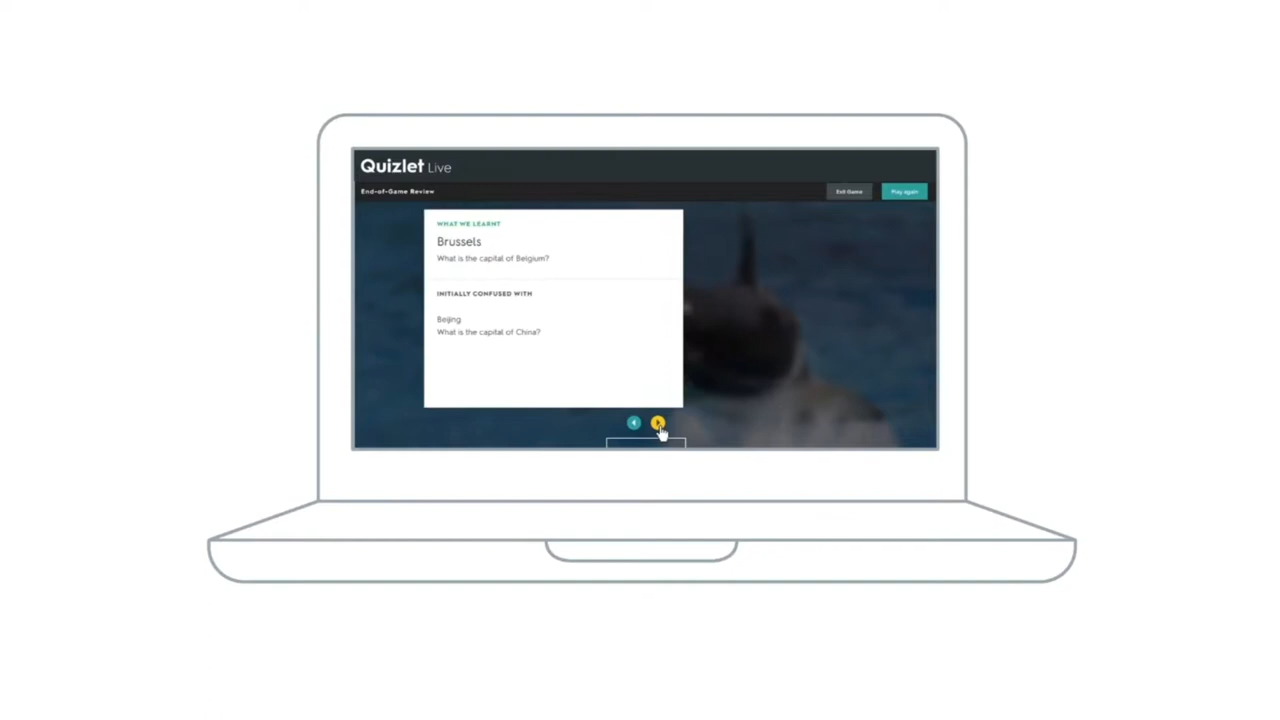 Quizlet Live
End-of-Game Review
Exit Game
Play again
WHAT WE LEARNT
Brussels
What is the capital of Belgium?
INITIALLY CONFUSED WITH
Beijing
What is the capital of China?